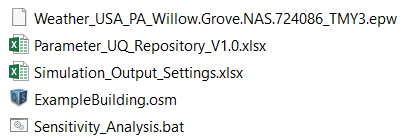 Weather_USA_PA_Willow.Grove.NAS.724086_TMY3.epw
Parameter_UQ_Repository_V1.0.xlsx
Simulation_Output_Settings.xlsx
ExampleBuilding.osm
Sensitivity_Analysis.bat